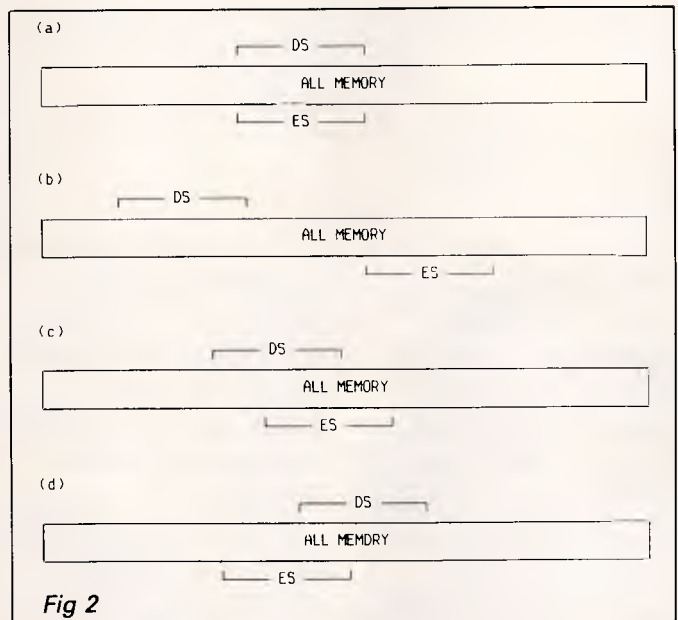 (a)
DS
ALL MEMORY
ES
(b)
DS
ALL MEMORY
ES
(c)
DS
ALL MEMORY
ES
(d)
DS
ALL MEMDRY
ES
Fig 2